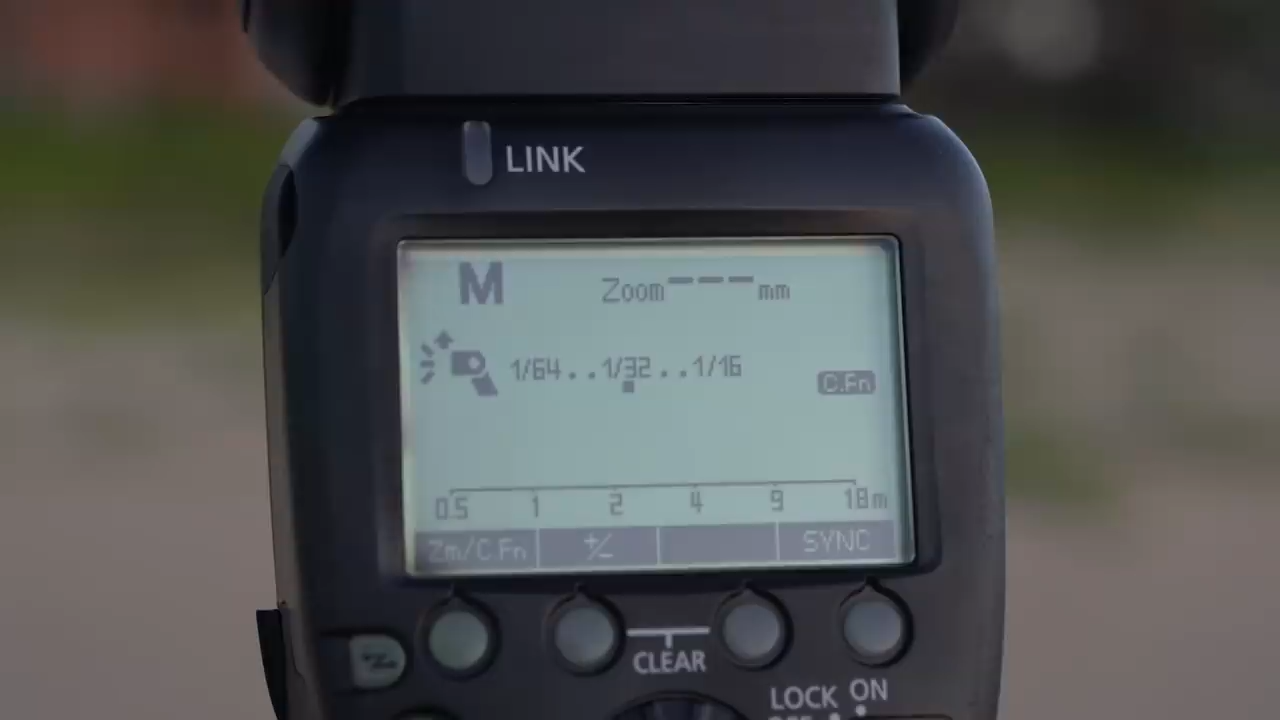 LINK
M Zoom --- mm
1/64..1/32..1/16
C.Fn
0.5 1 2 4 9 18m
Zm/C.Fn +/- SYNC
CLEAR
LOCK ON
OFF